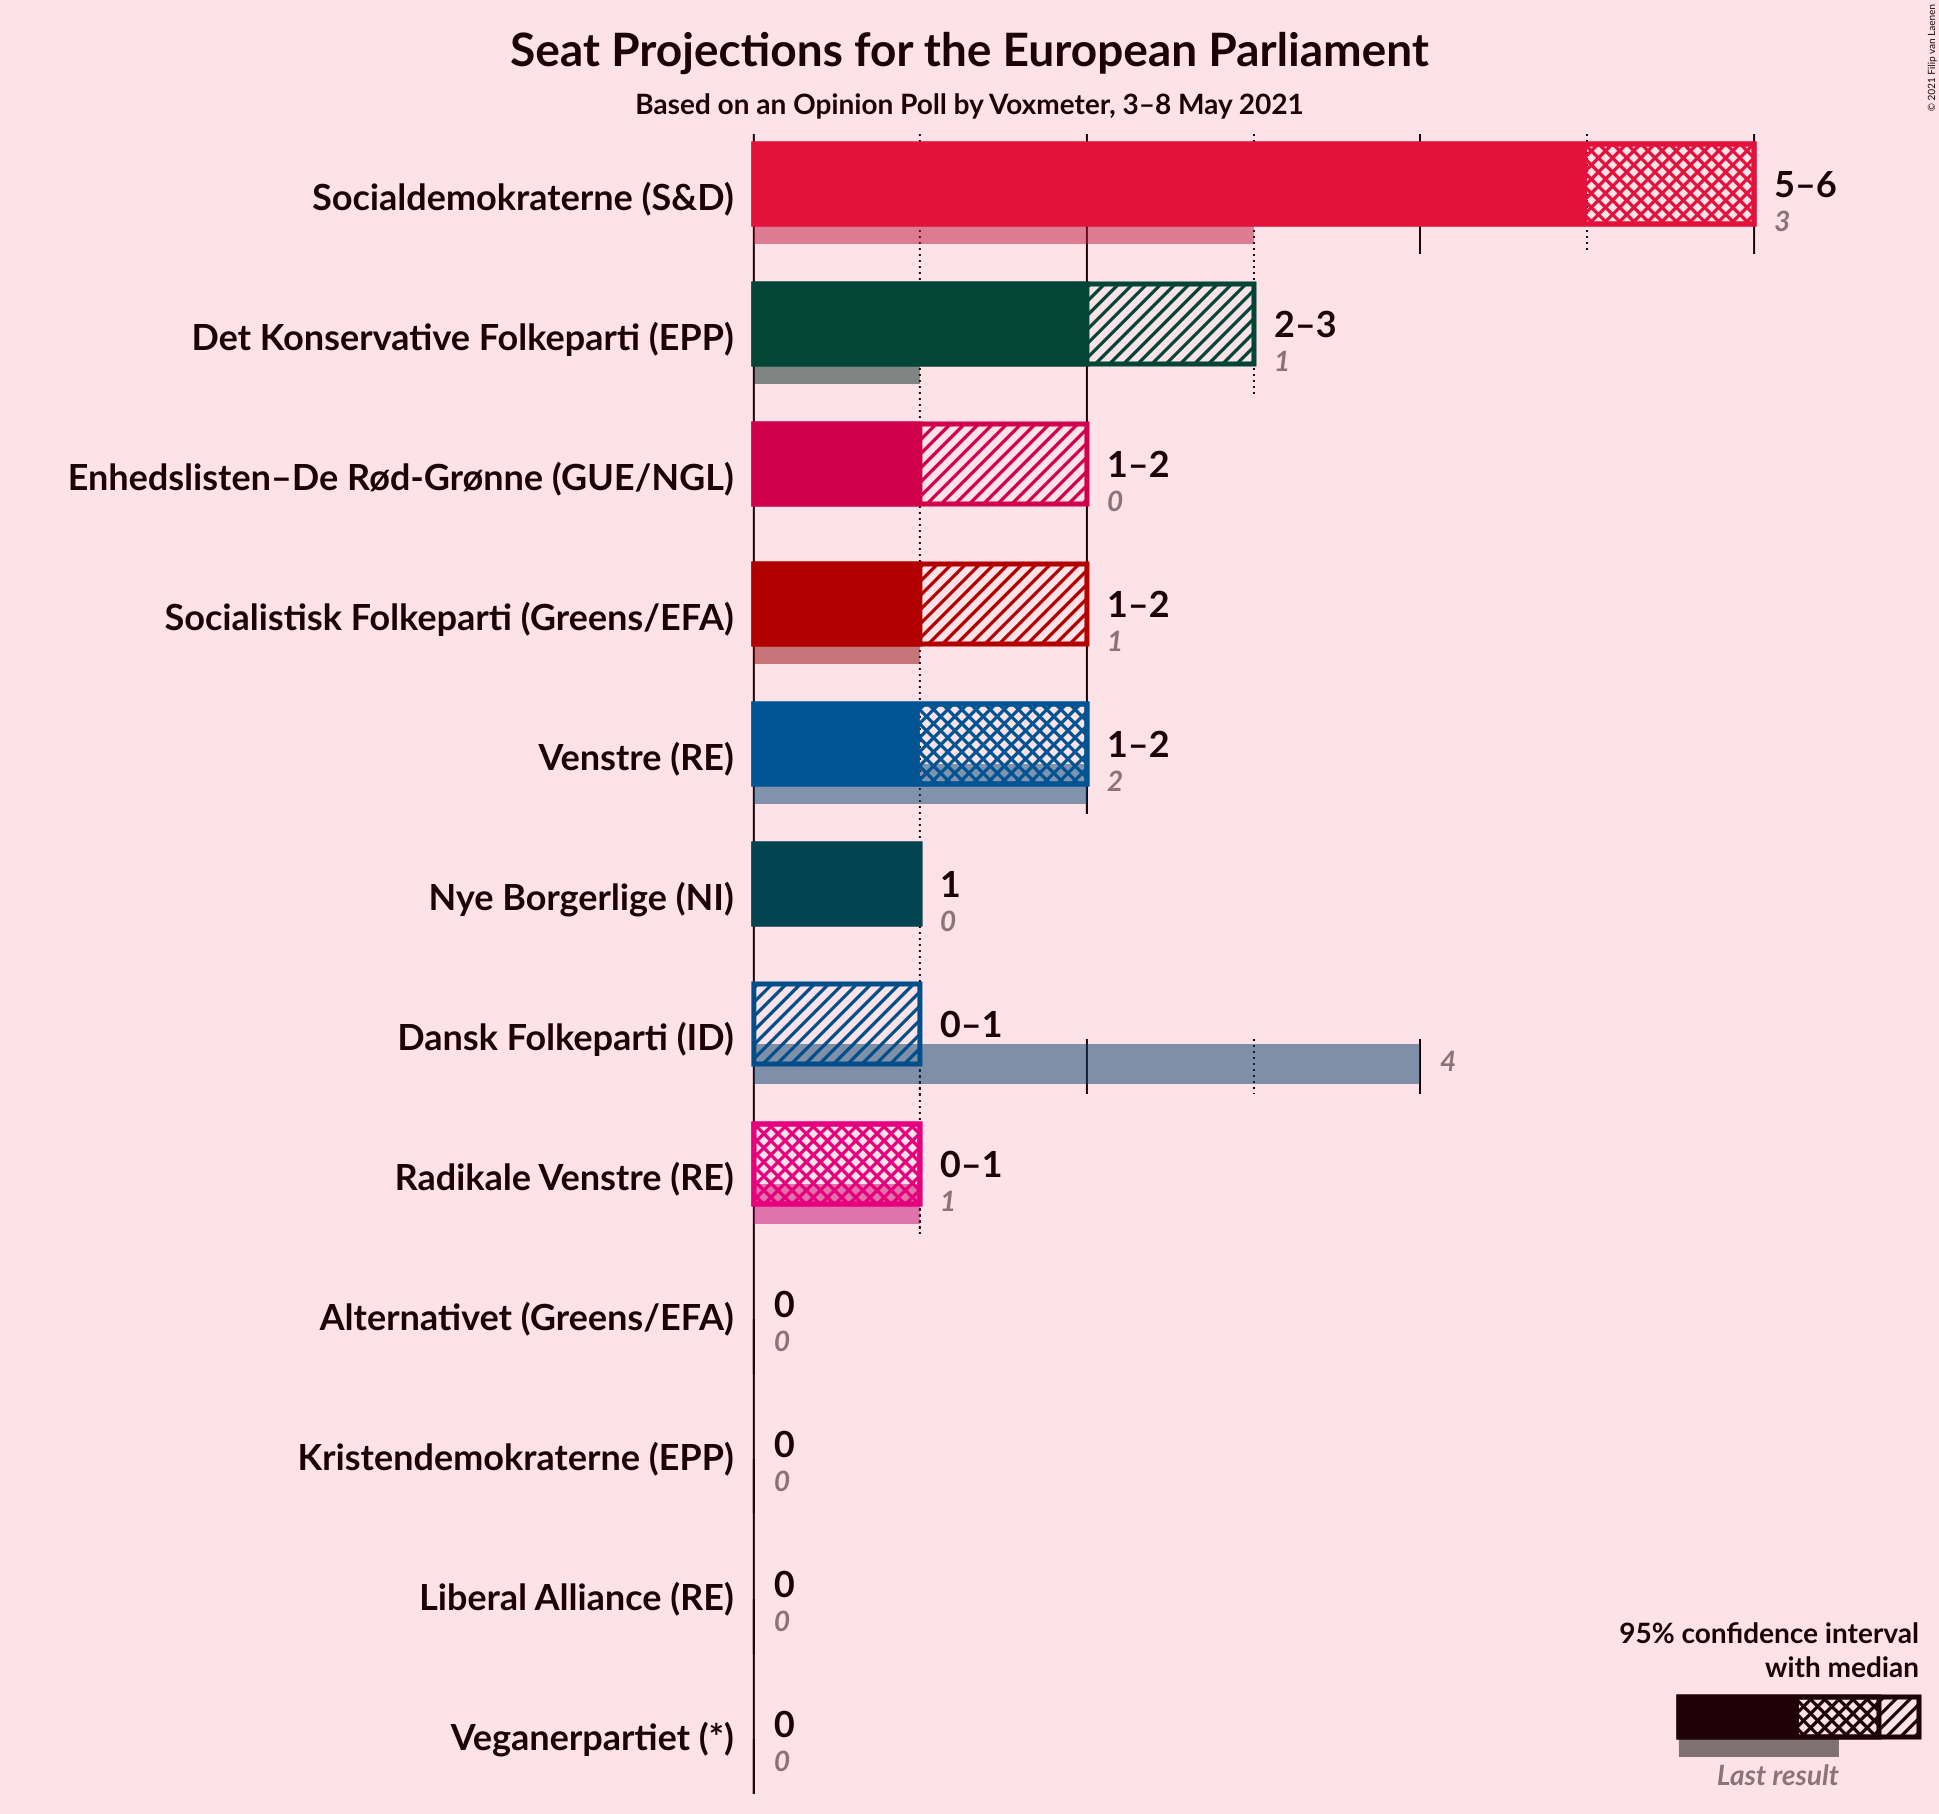 Seat Projections for the European Parliament
Based on an Opinion Poll by Voxmeter, 3–8 May 2021
© 2021 Filip van Laenen
Socialdemokraterne (S&D)
5–6
3
Det Konservative Folkeparti (EPP)
2–3
1
Enhedslisten–De Rød-Grønne (GUE/NGL)
1–2
0
Socialistisk Folkeparti (Greens/EFA)
1–2
1
Venstre (RE)
1–2
2
Nye Borgerlige (NI)
1
0
Dansk Folkeparti (ID)
0–1
4
Radikale Venstre (RE)
0–1
1
Alternativet (Greens/EFA)
0
0
Kristendemokraterne (EPP)
0
0
Liberal Alliance (RE)
0
0
Veganerpartiet (*)
0
0
95% confidence interval
with median
Last result